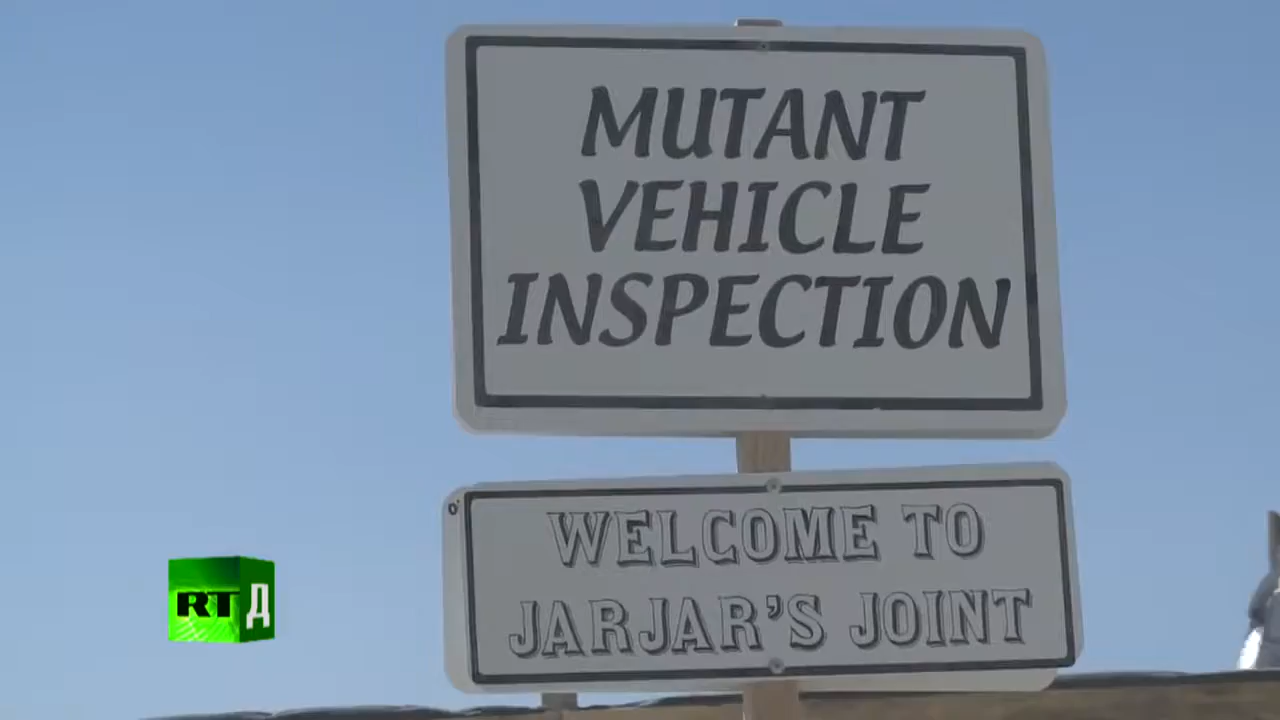 MUTANT
VEHICLE
INSPECTION
WELCOME TO
JARJAR'S JOINT
RT Д